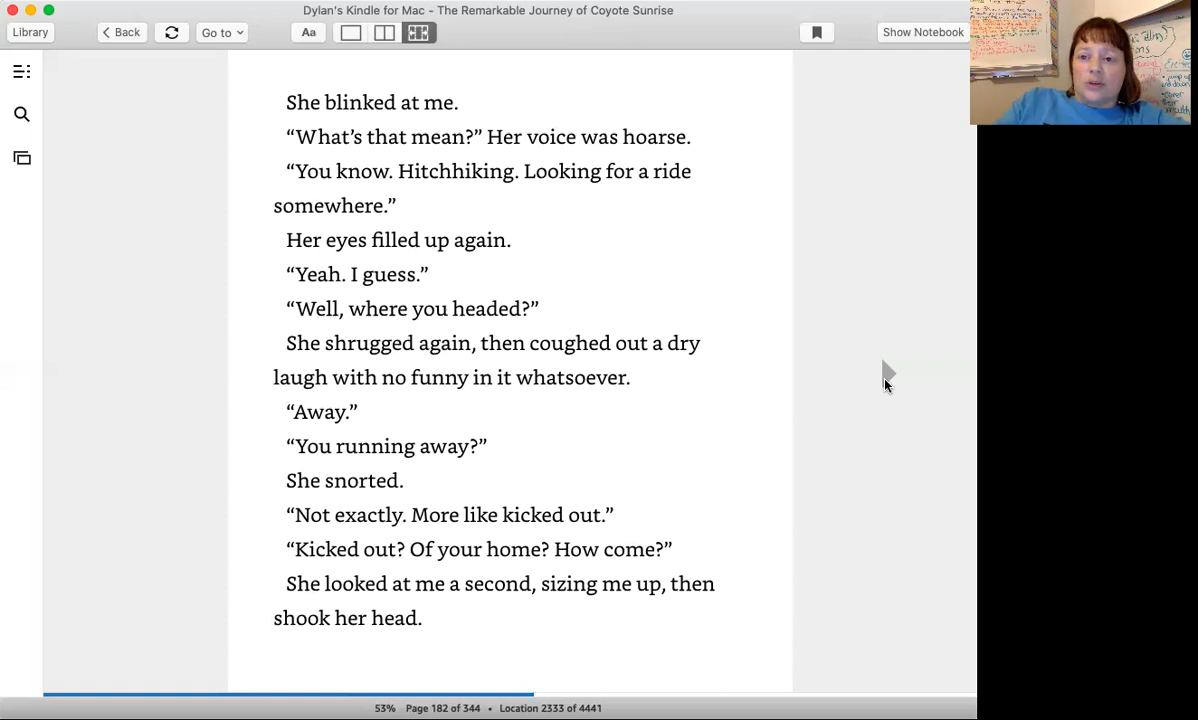 Dylan's Kindle for Mac - The Remarkable Journey of Coyote Sunrise
Library
Back
Go to
Aa
Show Notebook
She blinked at me.
“What’s that mean?” Her voice was hoarse.
“You know. Hitchhiking. Looking for a ride
somewhere.”
Her eyes filled up again.
“Yeah. I guess.”
“Well, where you headed?”
She shrugged again, then coughed out a dry
laugh with no funny in it whatsoever.
“Away.”
“You running away?”
She snorted.
“Not exactly. More like kicked out.”
“Kicked out? Of your home? How come?”
She looked at me a second, sizing me up, then
shook her head.
53% Page 182 of 344 • Location 2333 of 4441